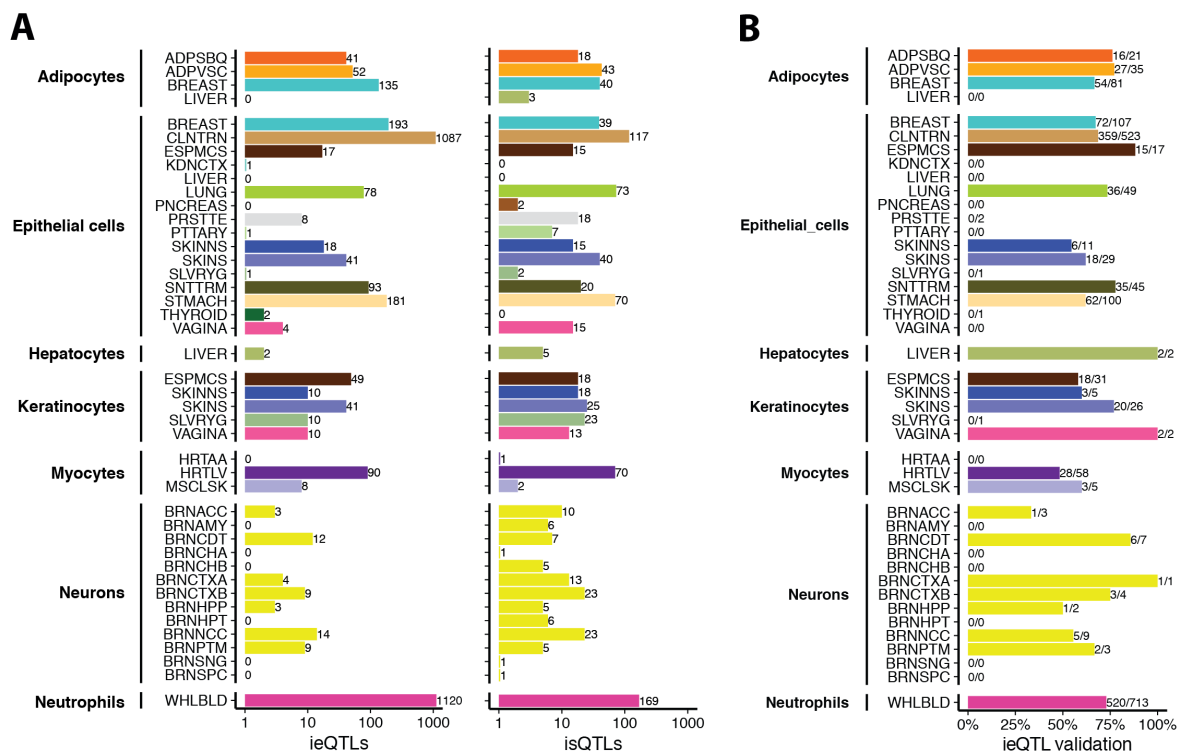 A
B
Adipocytes
ADPSBQ 41 18
ADPVSC 52 43
BREAST 135 40
LIVER 0 3
Epithelial cells
BREAST 193 39
CLNTRN 1087 117
ESPMCS 17 15
KDNCTX 1 0
LIVER 0 0
LUNG 78 73
PNCREAS 0 2
PRSTTE 8 18
PTTARY 1 7
SKINNS 18 15
SKINS 41 40
SLVRYG 1 2
SNTTRM 93 20
STMACH 181 70
THYROID 2 0
VAGINA 4 15
Hepatocytes
LIVER 2 5
Keratinocytes
ESPMCS 49 18
SKINNS 10 18
SKINS 41 25
SLVRYG 10 23
VAGINA 10 13
Myocytes
HRTAA 0 1
HRTLV 90 70
MSCLSK 8 2
Neurons
BRNACC 3 10
BRNAMY 0 6
BRNCDT 12 7
BRNCHA 0 1
BRNCHB 0 5
BRNCTXA 4 13
BRNCTXB 9 23
BRNHPP 3 5
BRNHPT 0 6
BRNNCC 14 23
BRNPTM 9 5
BRNSNG 0 1
BRNSPC 0 1
Neutrophils
WHLBLD 1120 169
1 10 100 1000 1 10 100 1000
ieQTLs isQTLs
Adipocytes
ADPSBQ 16/21
ADPVSC 27/35
BREAST 54/81
LIVER 0/0
Epithelial_cells
BREAST 72/107
CLNTRN 359/523
ESPMCS 15/17
KDNCTX 0/0
LIVER 0/0
LUNG 36/49
PNCREAS 0/0
PRSTTE 0/2
PTTARY 0/0
SKINNS 6/11
SKINS 18/29
SLVRYG 0/1
SNTTRM 35/45
STMACH 62/100
THYROID 0/1
VAGINA 0/0
Hepatocytes
LIVER 2/2
Keratinocytes
ESPMCS 18/31
SKINNS 3/5
SKINS 20/26
SLVRYG 0/1
VAGINA 2/2
Myocytes
HRTAA 0/0
HRTLV 28/58
MSCLSK 3/5
Neurons
BRNACC 1/3
BRNAMY 0/0
BRNCDT 6/7
BRNCHA 0/0
BRNCHB 0/0
BRNCTXA 1/1
BRNCTXB 3/4
BRNHPP 1/2
BRNHPT 0/0
BRNNCC 5/9
BRNPTM 2/3
BRNSNG 0/0
BRNSPC 0/0
Neutrophils
WHLBLD 520/713
0% 25% 50% 75% 100%
ieQTL validation